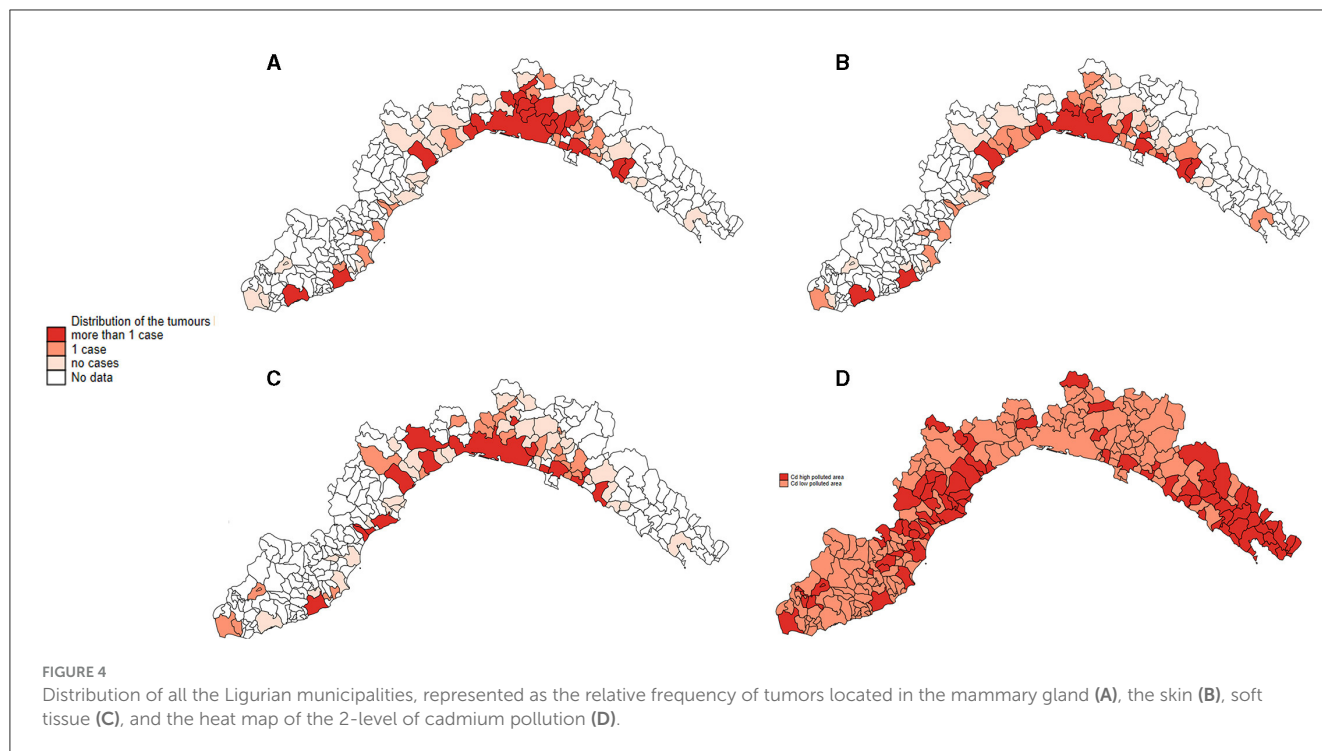 A
B
Distribution of the tumours
more than 1 case
1 case
no cases
No data
C
D
Cd high polluted area
Cd low polluted area
FIGURE 4
Distribution of all the Ligurian municipalities, represented as the relative frequency of tumors located in the mammary gland (A), the skin (B), soft
tissue (C), and the heat map of the 2-level of cadmium pollution (D).